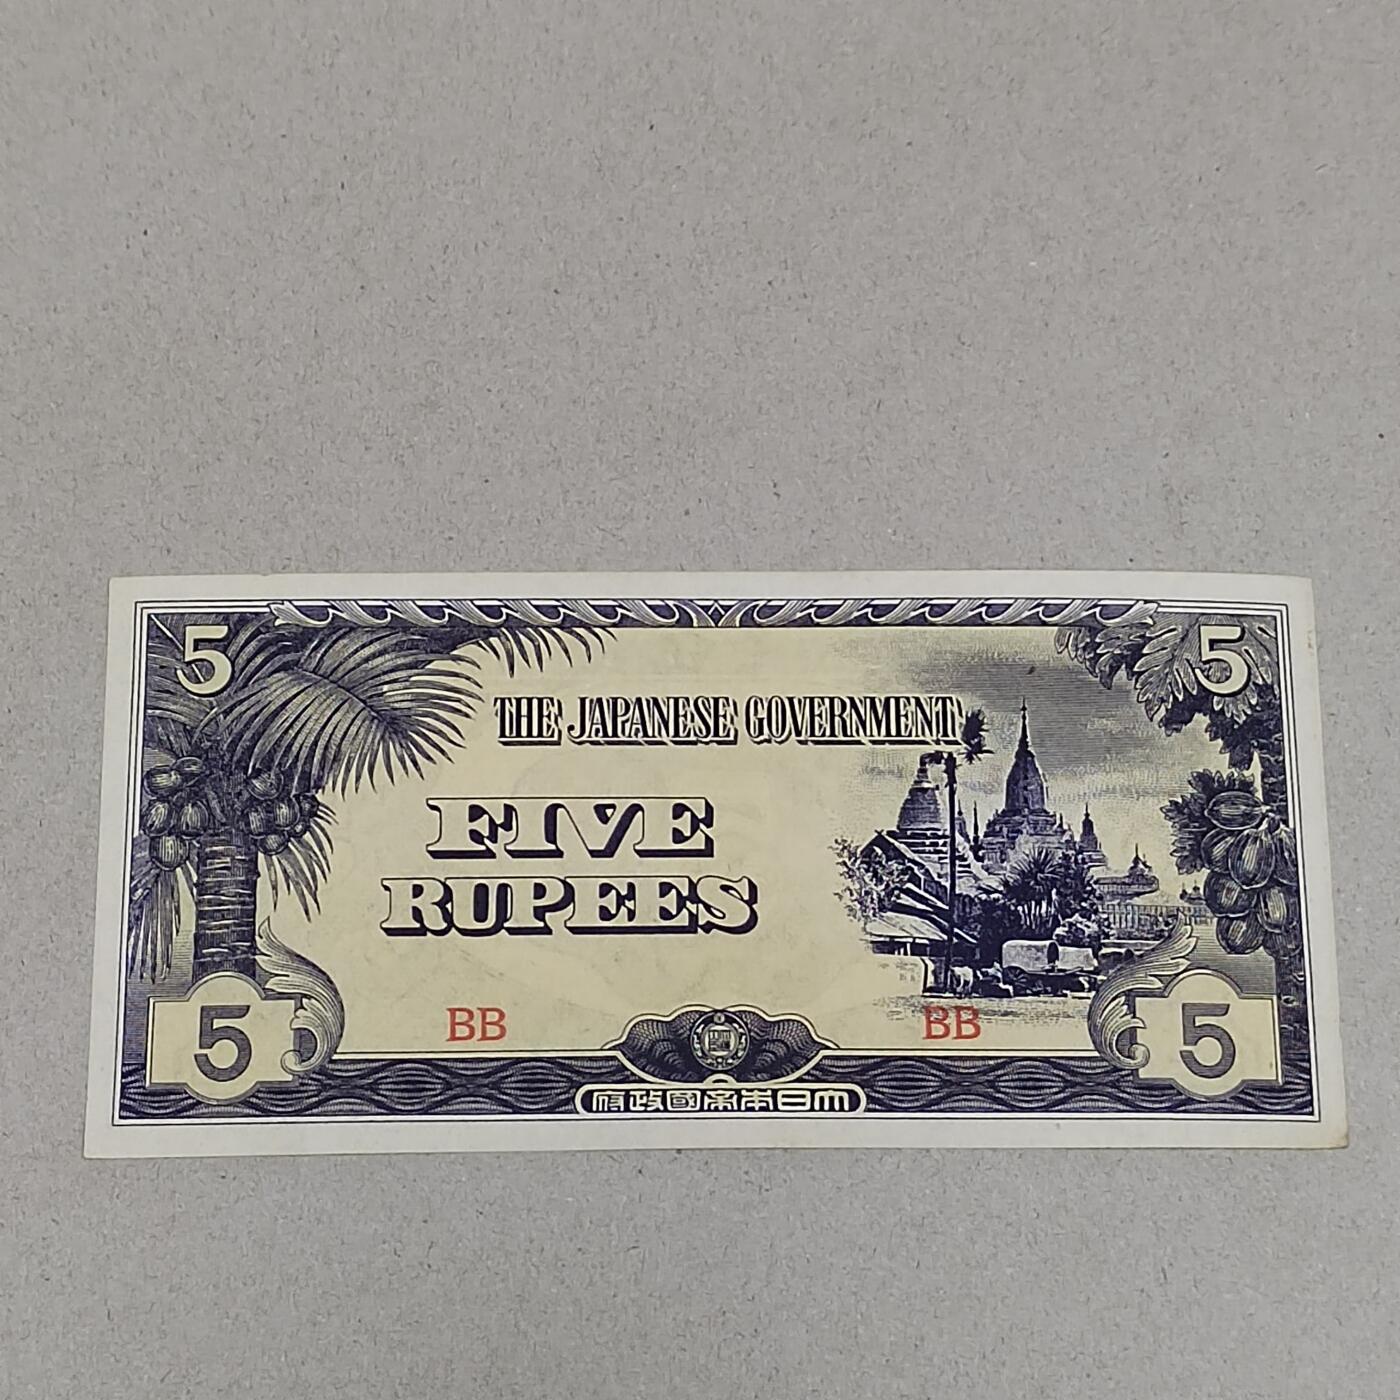 5 5
THE JAPANESE GOVERNMENT
FIVE
RUPEES
BB BB
5 5
府政國帝本日大